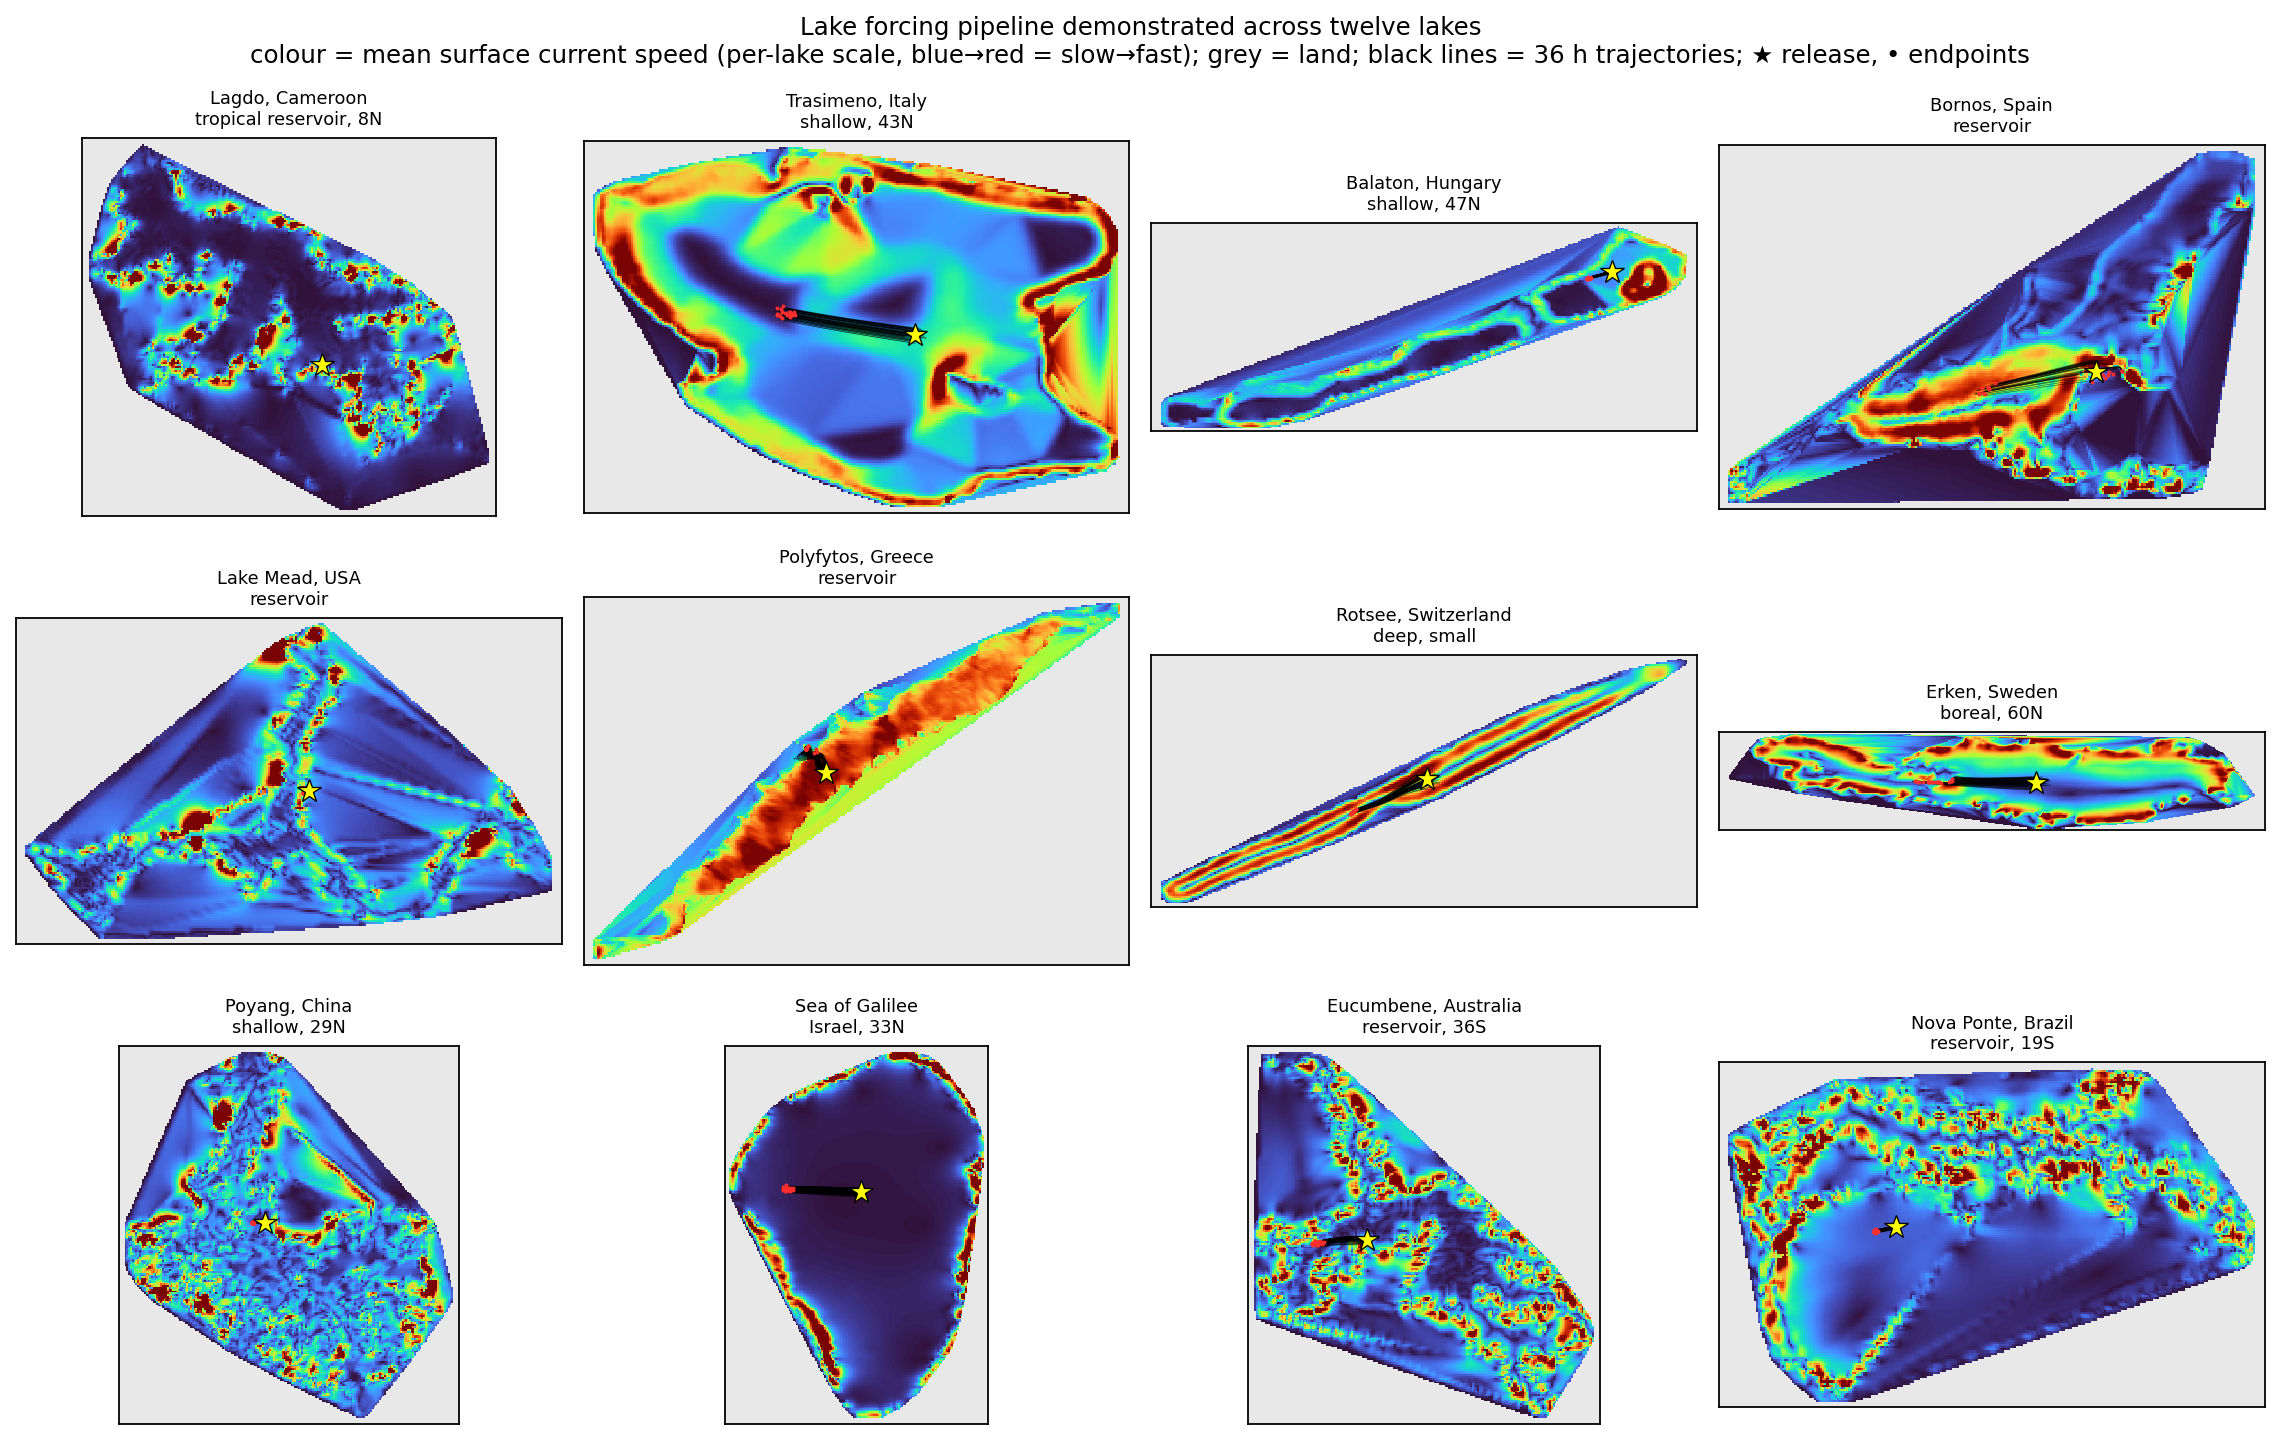 Lake forcing pipeline demonstrated across twelve lakes
colour = mean surface current speed (per-lake scale, blue→red = slow→fast); grey = land; black lines = 36 h trajectories; ★ release, • endpoints
Lagdo, Cameroon
tropical reservoir, 8N
Trasimeno, Italy
shallow, 43N
Balaton, Hungary
shallow, 47N
Bornos, Spain
reservoir
Lake Mead, USA
reservoir
Polyfytos, Greece
reservoir
Rotsee, Switzerland
deep, small
Erken, Sweden
boreal, 60N
Poyang, China
shallow, 29N
Sea of Galilee
Israel, 33N
Eucumbene, Australia
reservoir, 36S
Nova Ponte, Brazil
reservoir, 19S